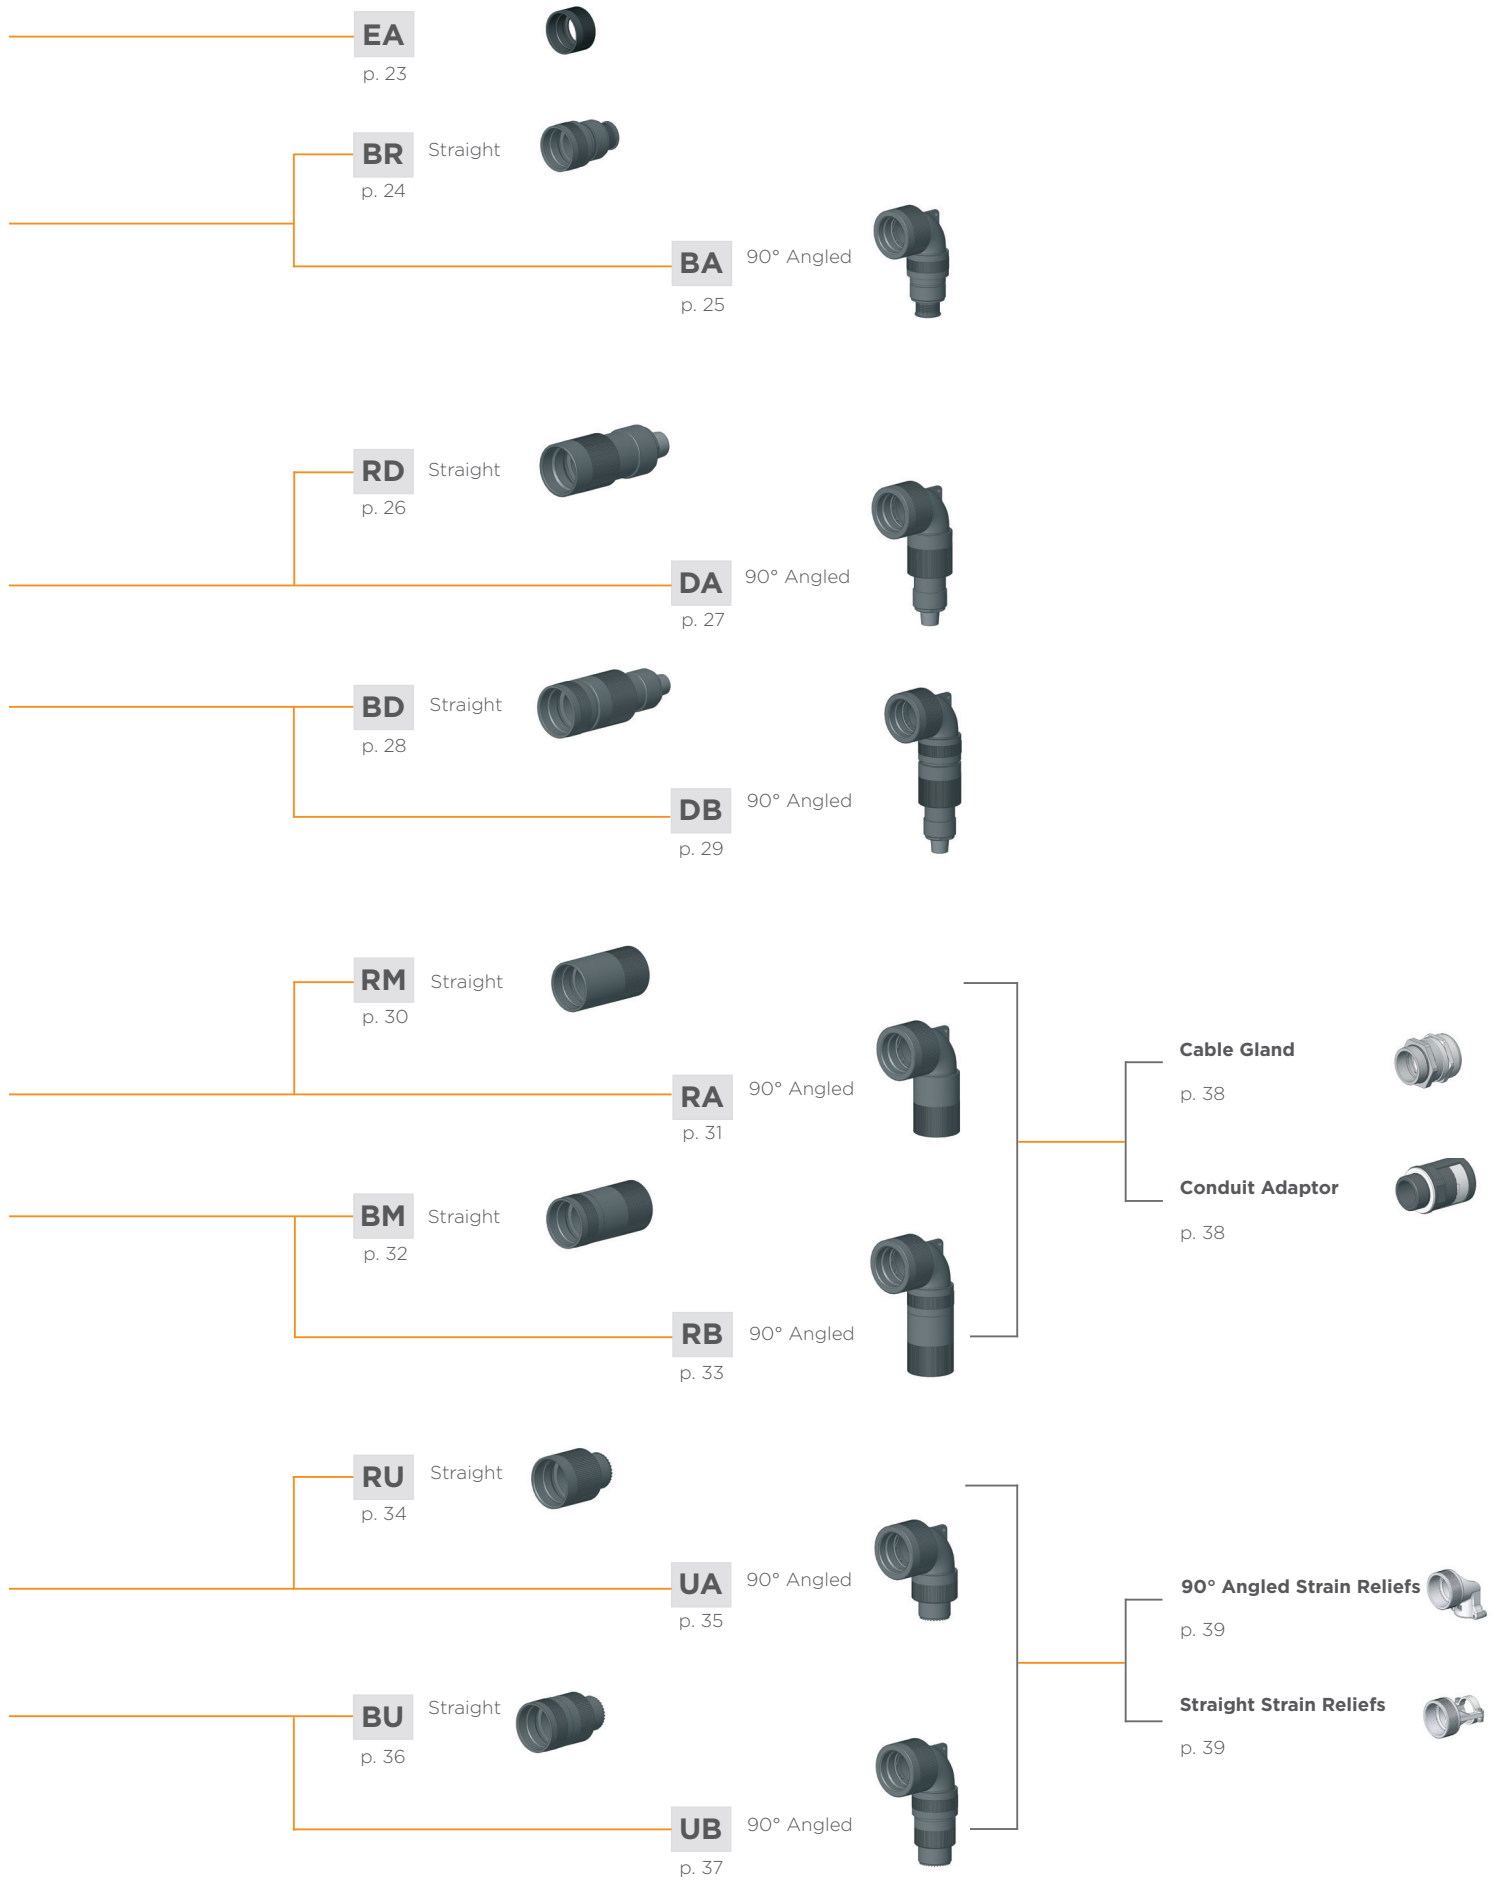 EA
p. 23
BR Straight
p. 24
BA 90° Angled
p. 25
RD Straight
p. 26
DA 90° Angled
p. 27
BD Straight
p. 28
DB 90° Angled
p. 29
RM Straight
p. 30
RA 90° Angled
p. 31
BM Straight
p. 32
RB 90° Angled
p. 33
Cable Gland
p. 38
Conduit Adaptor
p. 38
RU Straight
p. 34
UA 90° Angled
p. 35
BU Straight
p. 36
UB 90° Angled
p. 37
90° Angled Strain Reliefs
p. 39
Straight Strain Reliefs
p. 39